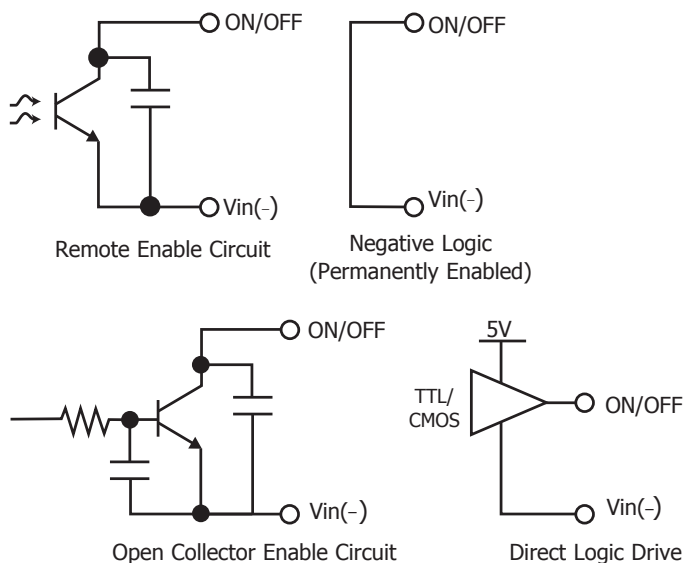 ON/OFF
Vin(–)
Remote Enable Circuit
ON/OFF
Vin(–)
Negative Logic
(Permanently Enabled)
ON/OFF
Vin(–)
Open Collector Enable Circuit
5V
TTL/
CMOS
ON/OFF
Vin(–)
Direct Logic Drive